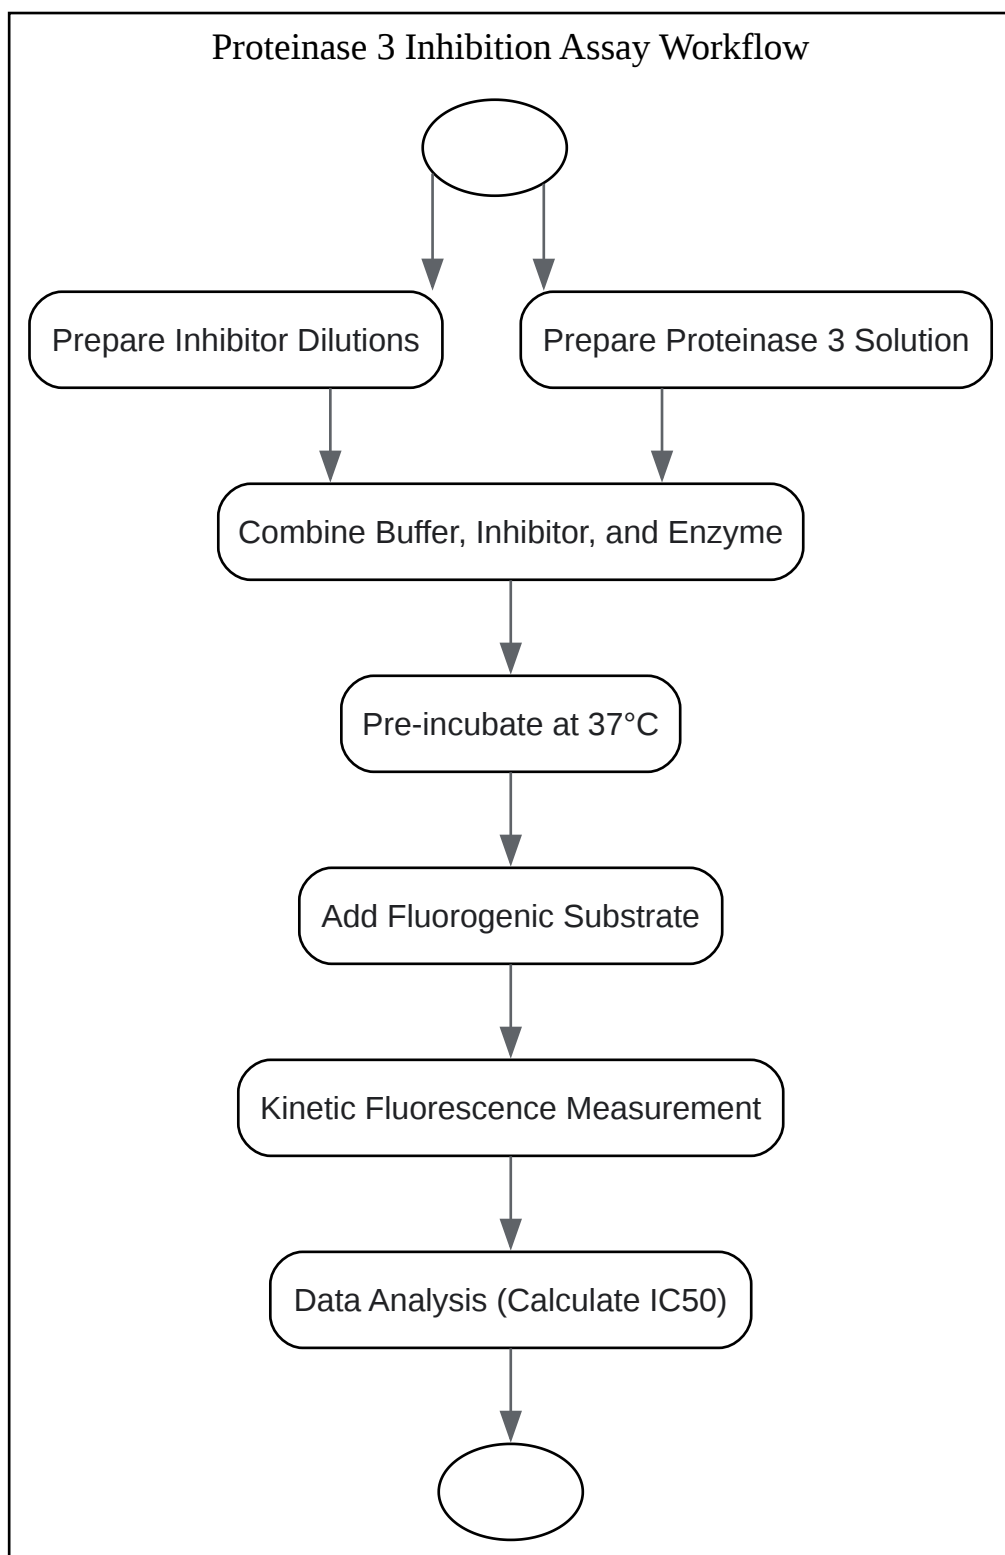 Proteinase 3 Inhibition Assay Workflow
Prepare Inhibitor Dilutions
Prepare Proteinase 3 Solution
Combine Buffer, Inhibitor, and Enzyme
Pre-incubate at 37°C
Add Fluorogenic Substrate
Kinetic Fluorescence Measurement
Data Analysis (Calculate IC50)